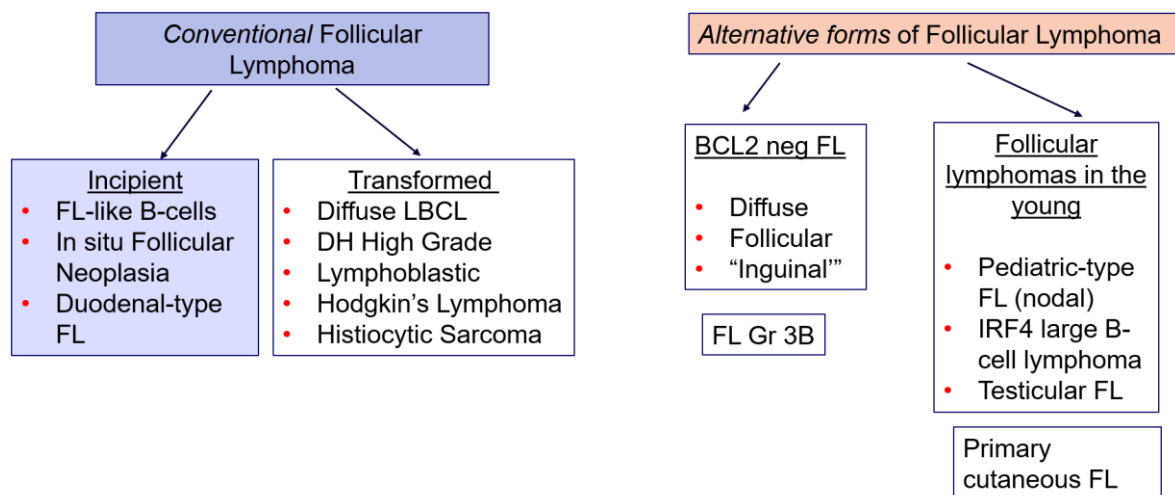 Conventional Follicular
Lymphoma
Incipient
• FL-like B-cells
• In situ Follicular
Neoplasia
• Duodenal-type
FL
Transformed
• Diffuse LBCL
• DH High Grade
• Lymphoblastic
• Hodgkin's Lymphoma
• Histiocytic Sarcoma
Alternative forms of Follicular Lymphoma
BCL2 neg FL
• Diffuse
• Follicular
• “Inguinal’”
FL Gr 3B
Follicular
lymphomas in the
young
• Pediatric-type
FL (nodal)
• IRF4 large B-
cell lymphoma
• Testicular FL
Primary
cutaneous FL